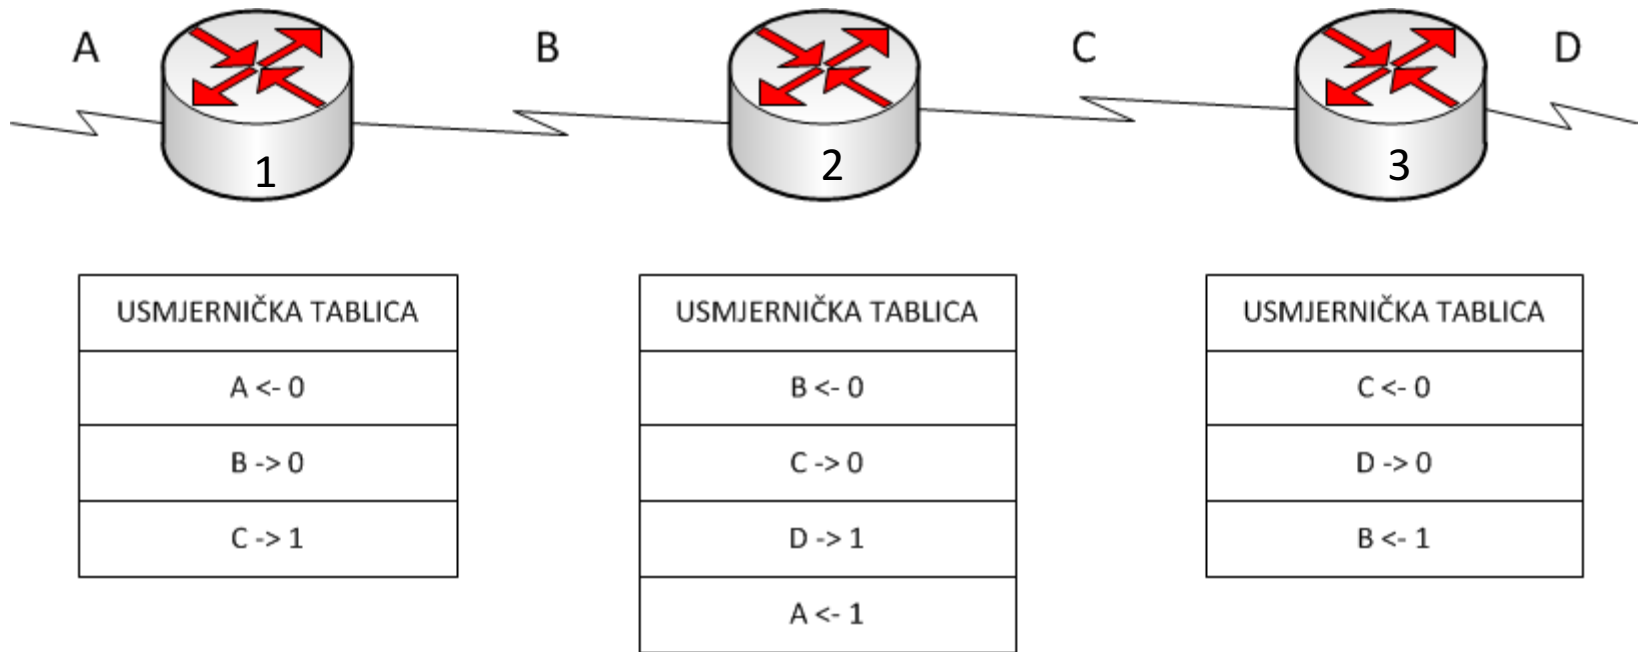 A
B
C
D
1
2
3
USMJERNIČKA TABLICA
A <- 0
B -> 0
C -> 1
USMJERNIČKA TABLICA
B <- 0
C -> 0
D -> 1
A <- 1
USMJERNIČKA TABLICA
C <- 0
D -> 0
B <- 1